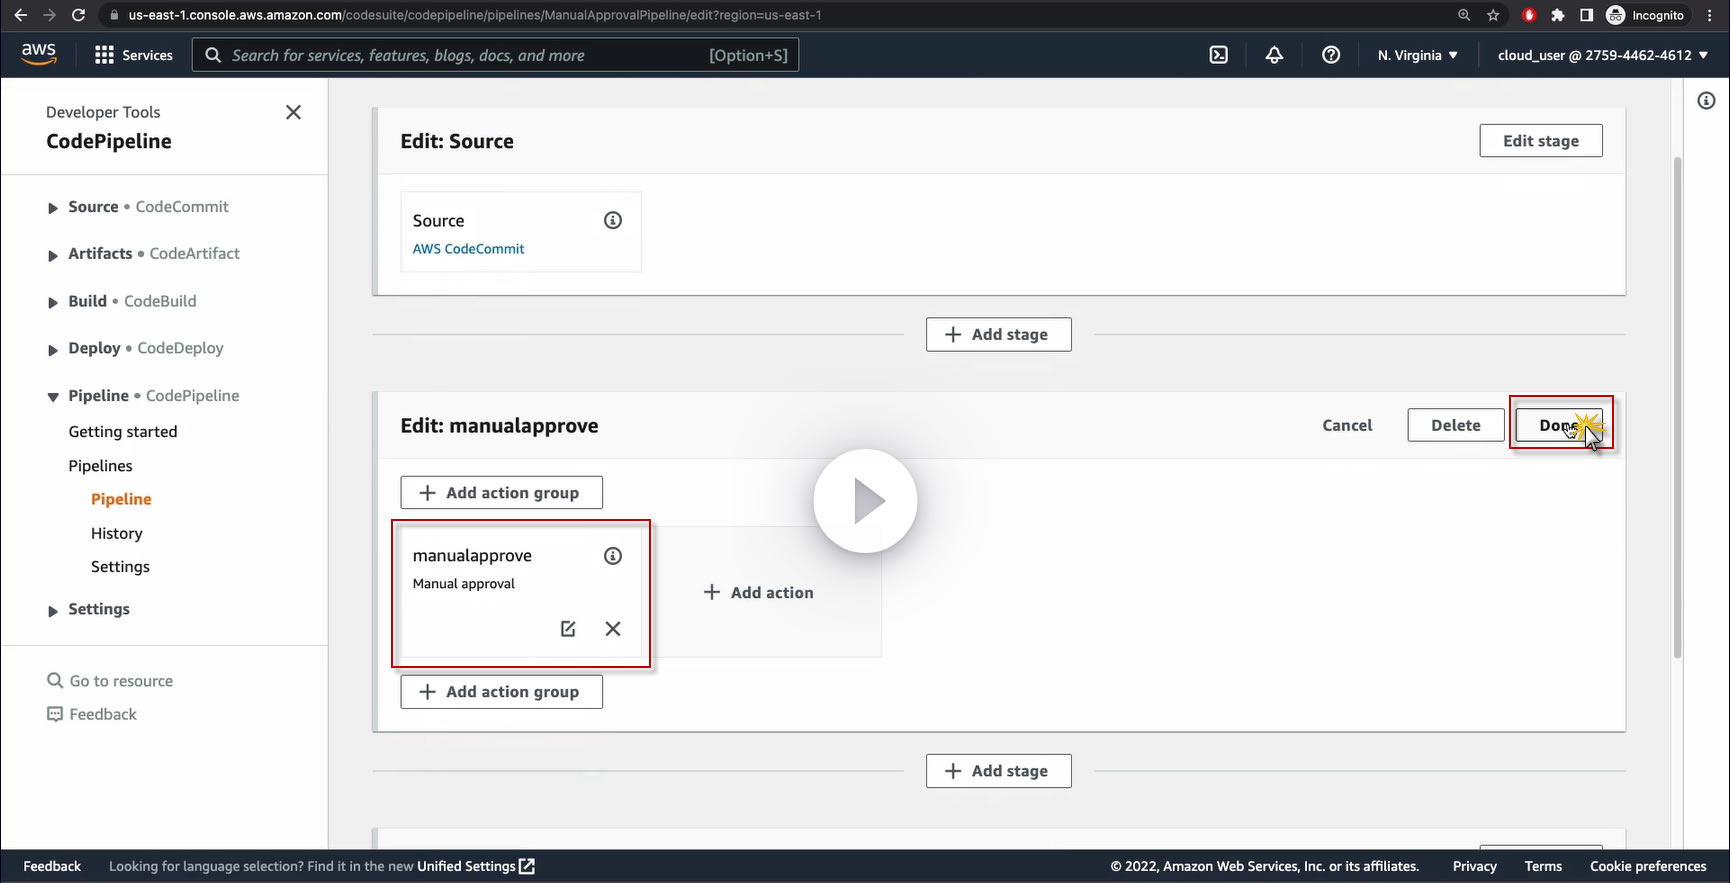 us-east-1.console.aws.amazon.com/codesuite/codepipeline/pipelines/ManualApprovalPipeline/edit?region=us-east-1
Incognito
aws
Services
Search for services, features, blogs, docs, and more
[Option+S]
N. Virginia
cloud_user @ 2759-4462-4612
Developer Tools
CodePipeline
Source • CodeCommit
Artifacts • CodeArtifact
Build • CodeBuild
Deploy • CodeDeploy
Pipeline • CodePipeline
Getting started
Pipelines
Pipeline
History
Settings
Settings
Go to resource
Feedback
Edit: Source
Edit stage
Source
AWS CodeCommit
+ Add stage
Edit: manualapprove
Cancel
Delete
Done
+ Add action group
manualapprove
Manual approval
+ Add action
+ Add action group
+ Add stage
Feedback
Looking for language selection? Find it in the new Unified Settings
© 2022, Amazon Web Services, Inc. or its affiliates.
Privacy
Terms
Cookie preferences